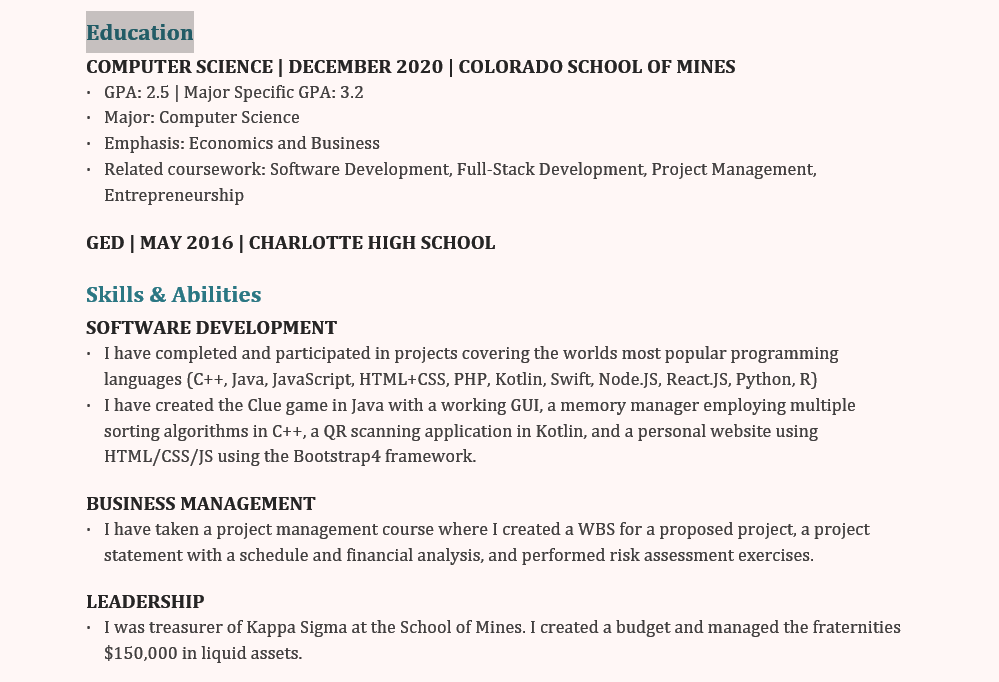 Education
COMPUTER SCIENCE | DECEMBER 2020 | COLORADO SCHOOL OF MINES
· GPA: 2.5 | Major Specific GPA: 3.2
· Major: Computer Science
· Emphasis: Economics and Business
· Related coursework: Software Development, Full-Stack Development, Project Management,
Entrepreneurship
GED | MAY 2016 | CHARLOTTE HIGH SCHOOL
Skills & Abilities
SOFTWARE DEVELOPMENT
· I have completed and participated in projects covering the worlds most popular programming
languages (C++, Java, JavaScript, HTML+CSS, PHP, Kotlin, Swift, Node.JS, React.JS, Python, R)
· I have created the Clue game in Java with a working GUI, a memory manager employing multiple
sorting algorithms in C++, a QR scanning application in Kotlin, and a personal website using
HTML/CSS/JS using the Bootstrap4 framework.
BUSINESS MANAGEMENT
· I have taken a project management course where I created a WBS for a proposed project, a project
statement with a schedule and financial analysis, and performed risk assessment exercises.
LEADERSHIP
· I was treasurer of Kappa Sigma at the School of Mines. I created a budget and managed the fraternities
$150,000 in liquid assets.